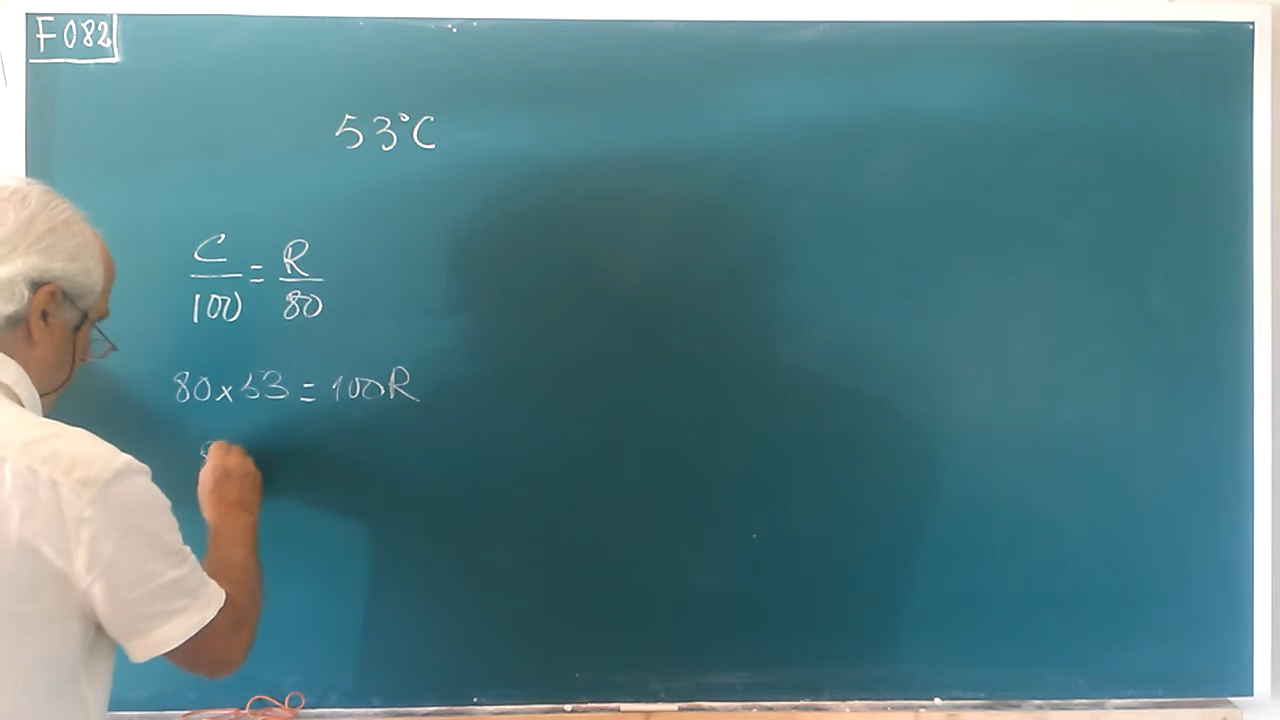 F082
53°C
C/100 = R/80
80×53 = 100R